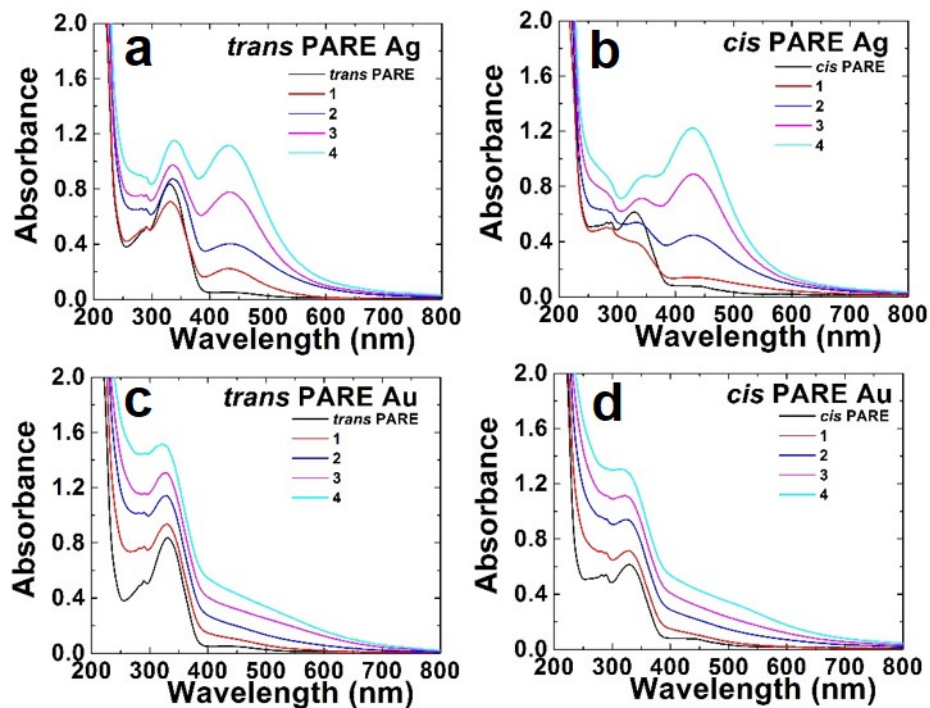 a
trans PARE Ag
trans PARE
1
2
3
4
2.0
1.6
1.2
0.8
0.4
0.0
Absorbance
200 300 400 500 600 700 800
Wavelength (nm)
b
cis PARE Ag
cis PARE
1
2
3
4
2.0
1.6
1.2
0.8
0.4
0.0
Absorbance
200 300 400 500 600 700 800
Wavelength (nm)
c
trans PARE Au
trans PARE
1
2
3
4
2.0
1.6
1.2
0.8
0.4
0.0
Absorbance
200 300 400 500 600 700 800
Wavelength (nm)
d
cis PARE Au
cis PARE
1
2
3
4
2.0
1.6
1.2
0.8
0.4
0.0
Absorbance
200 300 400 500 600 700 800
Wavelength (nm)